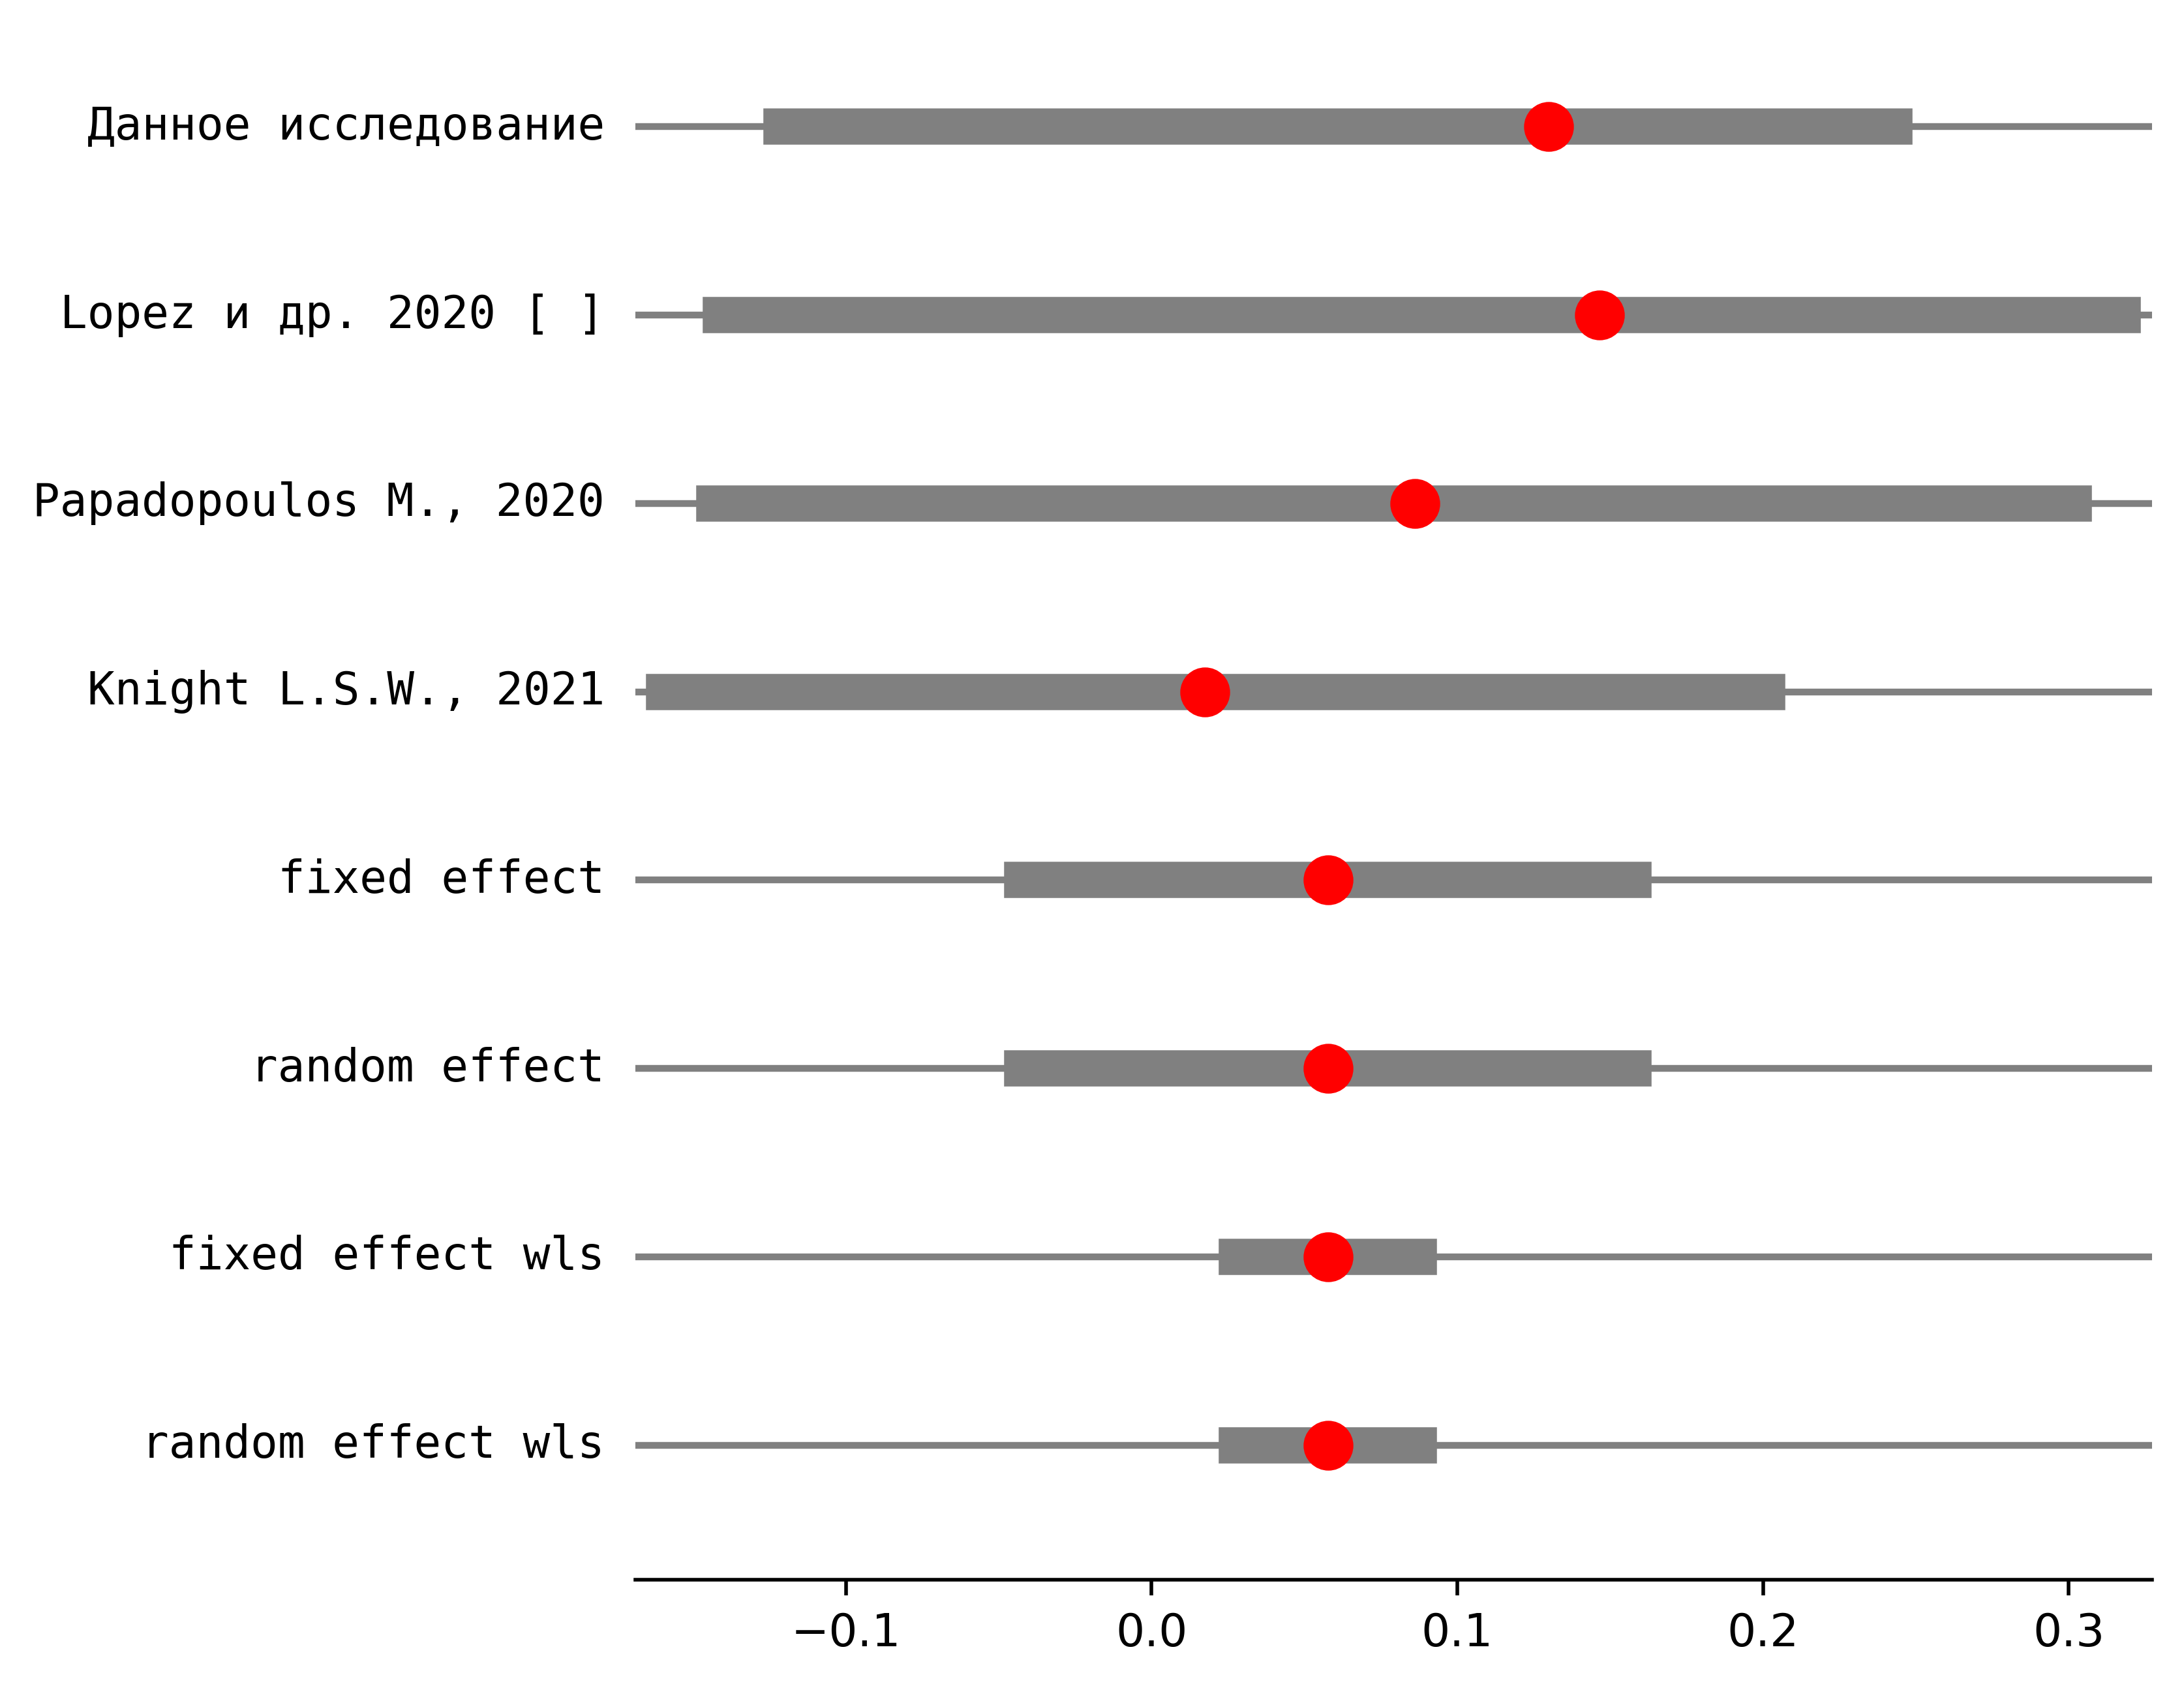 Данное исследование
Lopez и др. 2020 [ ]
Papadopoulos M., 2020
Knight L.S.W., 2021
fixed effect
random effect
fixed effect wls
random effect wls
−0.1 0.0 0.1 0.2 0.3